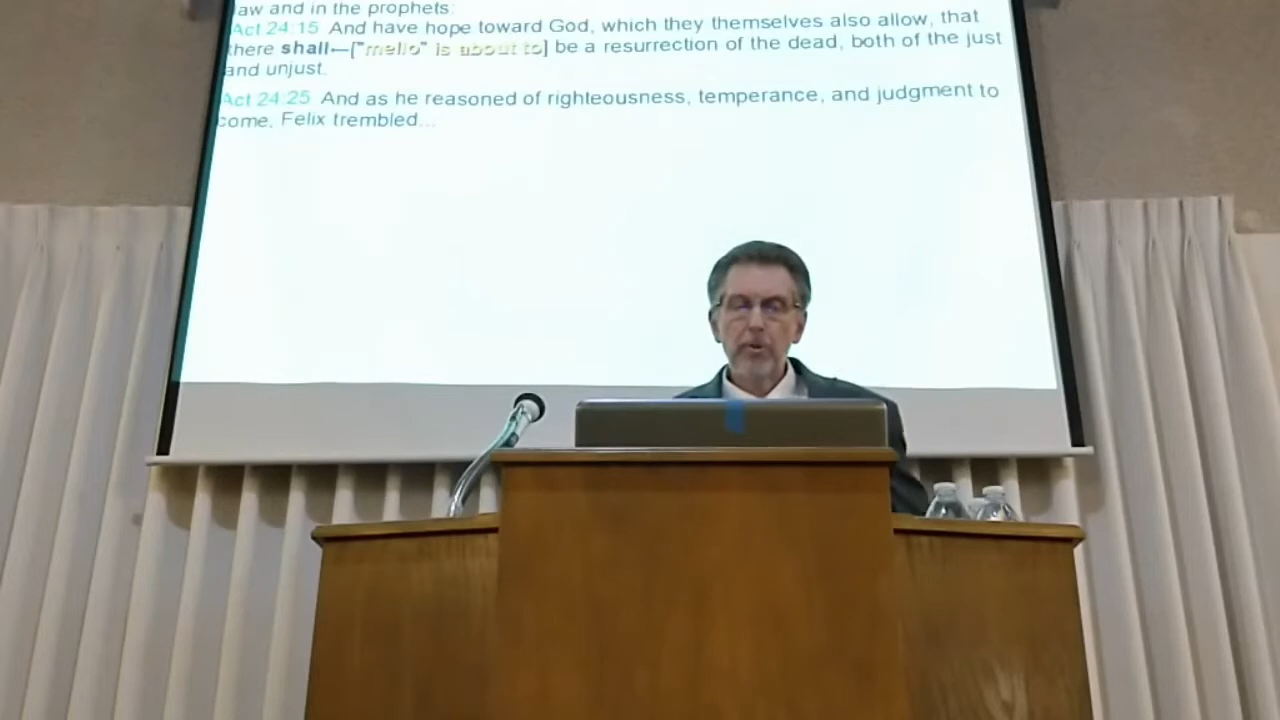 law and in the prophets:
Act 24:15 And have hope toward God, which they themselves also allow, that
there shall—["mello" is about to] be a resurrection of the dead, both of the just
and unjust.
Act 24:25 And as he reasoned of righteousness, temperance, and judgment to
come, Felix trembled...